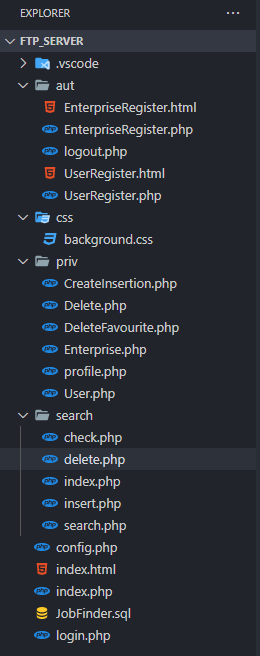 EXPLORER ...
FTP_SERVER
.vscode
aut
EnterpriseRegister.html
EnterpriseRegister.php
logout.php
UserRegister.html
UserRegister.php
css
background.css
priv
CreateInsertion.php
Delete.php
DeleteFavourite.php
Enterprise.php
profile.php
User.php
search
check.php
delete.php
index.php
insert.php
search.php
config.php
index.html
index.php
JobFinder.sql
login.php